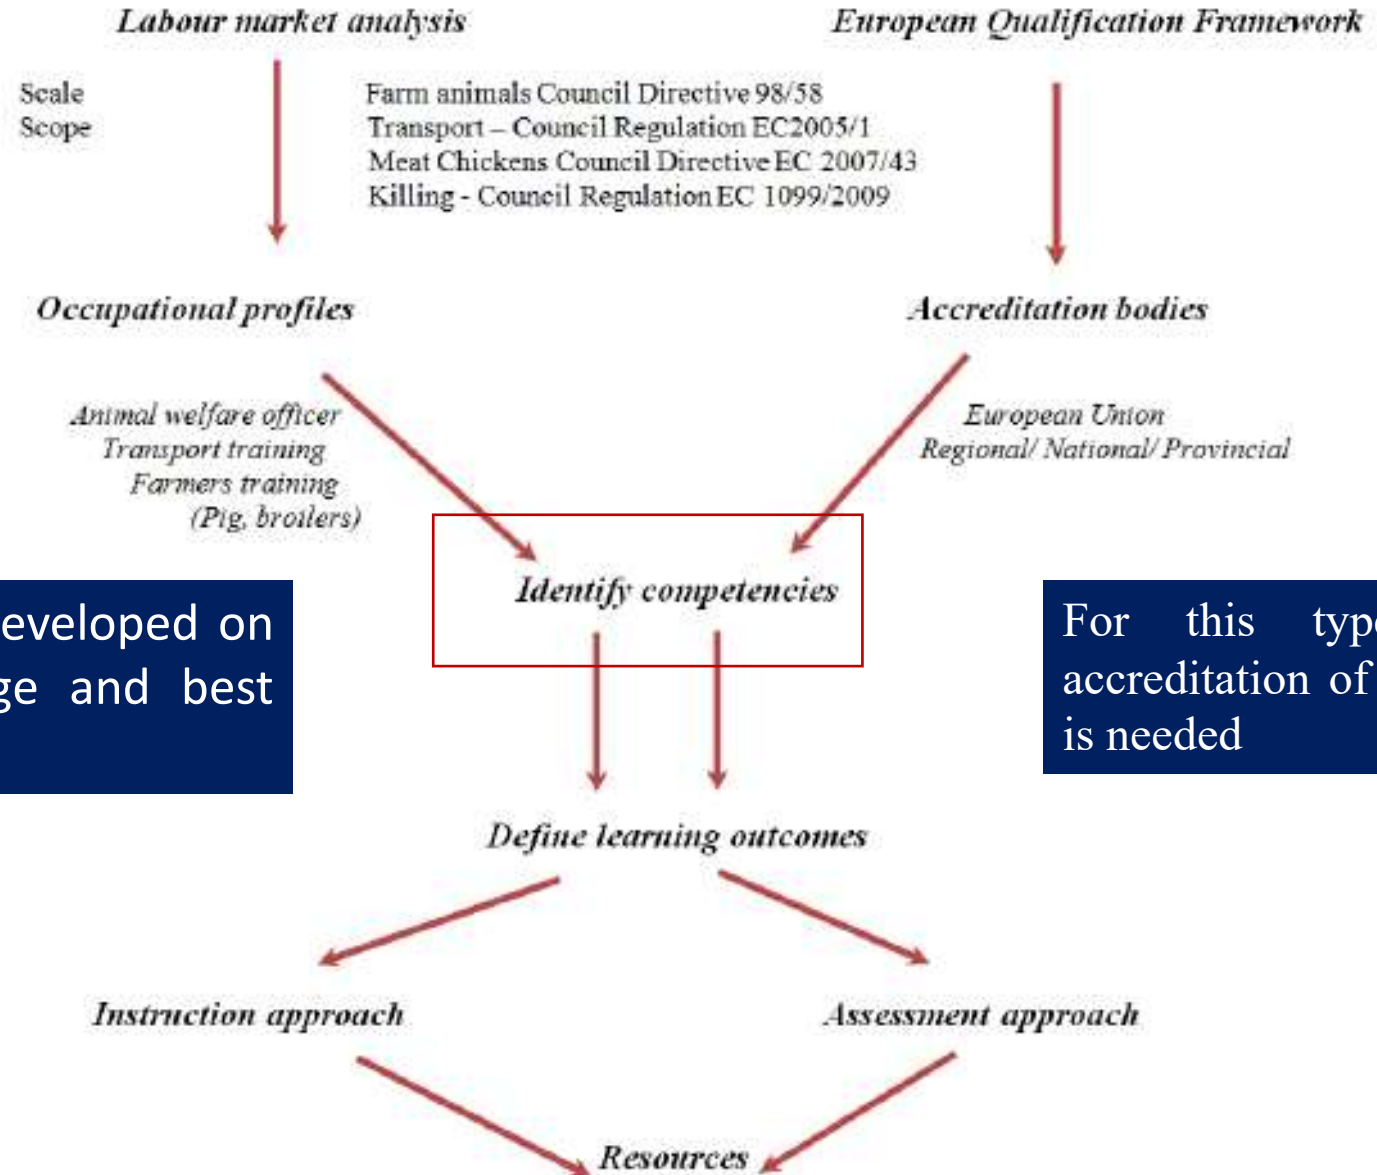 Labour market analysis
European Qualification Framework
Scale
Scope
Farm animals Council Directive 98/58
Transport – Council Regulation EC2005/1
Meat Chickens Council Directive EC 2007/43
Killing - Council Regulation EC 1099/2009
Occupational profiles
Accreditation bodies
Animal welfare officer
Transport training
Farmers training
(Pig, broilers)
European Union
Regional/ National/ Provincial
Identify competencies
eveloped on
ge and best
For this type
accreditation of
is needed
Define learning outcomes
Instruction approach
Assessment approach
Resources